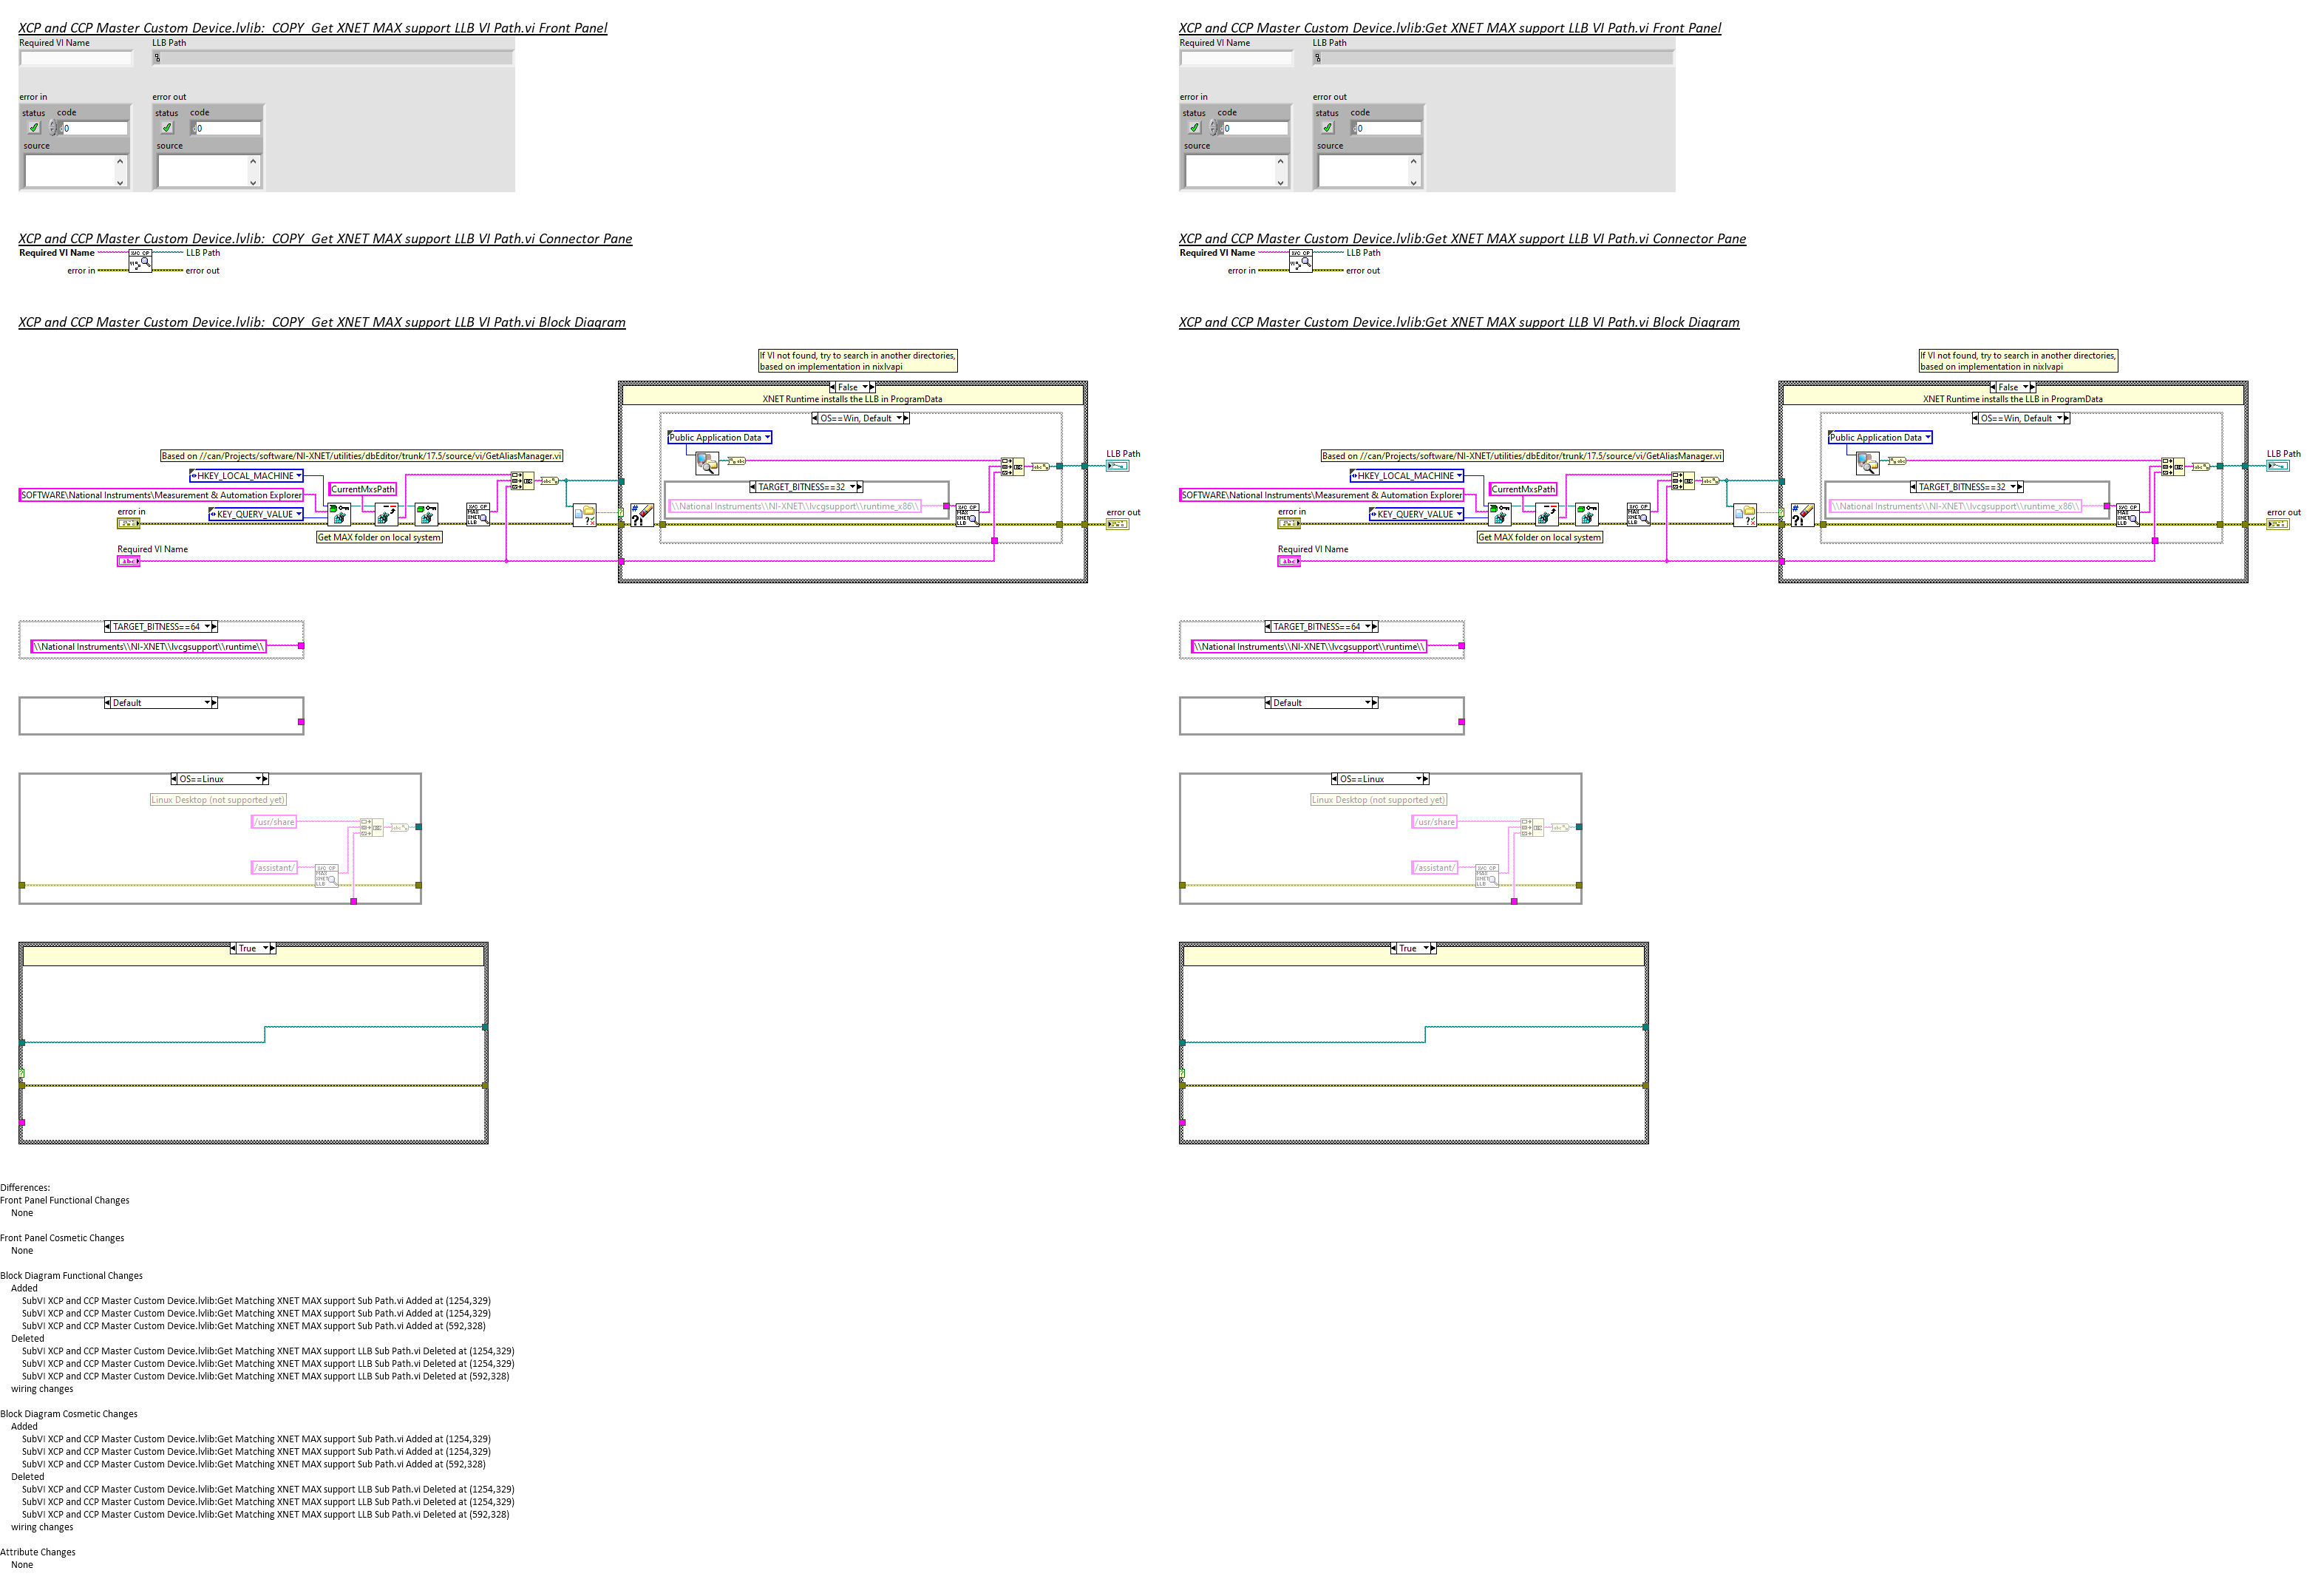 XCP and CCP Master Custom Device.lvlib:  COPY  Get XNET MAX support LLB VI Path.vi Front Panel
Required VI Name
LLB Path
error in
error out
status
code
status
code
0
0
source
source
XCP and CCP Master Custom Device.lvlib:  COPY  Get XNET MAX support LLB VI Path.vi Connector Pane
Required VI Name
LLB Path
error in
error out
XCP and CCP Master Custom Device.lvlib:  COPY  Get XNET MAX support LLB VI Path.vi Block Diagram
If VI not found, try to search in another directories,
based on implementation in nixlvapi
False
XNET Runtime installs the LLB in ProgramData
OS==Win, Default
Public Application Data
Based on //can/Projects/software/NI-XNET/utilities/dbEditor/trunk/17.5/source/vi/GetAliasManager.vi
LLB Path
HKEY_LOCAL_MACHINE
CurrentMxsPath
TARGET_BITNESS==32
SOFTWARE\National Instruments\Measurement & Automation Explorer
\\National Instruments\\NI-XNET\\lvcgsupport\\runtime_x86\\
error in
KEY_QUERY_VALUE
error out
Get MAX folder on local system
Required VI Name
abc
TARGET_BITNESS==64
\\National Instruments\\NI-XNET\\lvcgsupport\\runtime\\
Default
OS==Linux
Linux Desktop (not supported yet)
/usr/share
/assistant/
True
XCP and CCP Master Custom Device.lvlib:Get XNET MAX support LLB VI Path.vi Front Panel
Required VI Name
LLB Path
error in
error out
status
code
status
code
0
0
source
source
XCP and CCP Master Custom Device.lvlib:Get XNET MAX support LLB VI Path.vi Connector Pane
Required VI Name
LLB Path
error in
error out
XCP and CCP Master Custom Device.lvlib:Get XNET MAX support LLB VI Path.vi Block Diagram
If VI not found, try to search in another directories,
based on implementation in nixlvapi
False
XNET Runtime installs the LLB in ProgramData
OS==Win, Default
Public Application Data
Based on //can/Projects/software/NI-XNET/utilities/dbEditor/trunk/17.5/source/vi/GetAliasManager.vi
LLB Path
HKEY_LOCAL_MACHINE
CurrentMxsPath
TARGET_BITNESS==32
SOFTWARE\National Instruments\Measurement & Automation Explorer
\\National Instruments\\NI-XNET\\lvcgsupport\\runtime_x86\\
error in
KEY_QUERY_VALUE
error out
Get MAX folder on local system
Required VI Name
abc
TARGET_BITNESS==64
\\National Instruments\\NI-XNET\\lvcgsupport\\runtime\\
Default
OS==Linux
Linux Desktop (not supported yet)
/usr/share
/assistant/
True
Differences:
Front Panel Functional Changes
None
Front Panel Cosmetic Changes
None
Block Diagram Functional Changes
Added
SubVI XCP and CCP Master Custom Device.lvlib:Get Matching XNET MAX support Sub Path.vi Added at (1254,329)
SubVI XCP and CCP Master Custom Device.lvlib:Get Matching XNET MAX support Sub Path.vi Added at (1254,329)
SubVI XCP and CCP Master Custom Device.lvlib:Get Matching XNET MAX support Sub Path.vi Added at (592,328)
Deleted
SubVI XCP and CCP Master Custom Device.lvlib:Get Matching XNET MAX support LLB Sub Path.vi Deleted at (1254,329)
SubVI XCP and CCP Master Custom Device.lvlib:Get Matching XNET MAX support LLB Sub Path.vi Deleted at (1254,329)
SubVI XCP and CCP Master Custom Device.lvlib:Get Matching XNET MAX support LLB Sub Path.vi Deleted at (592,328)
wiring changes
Block Diagram Cosmetic Changes
Added
SubVI XCP and CCP Master Custom Device.lvlib:Get Matching XNET MAX support Sub Path.vi Added at (1254,329)
SubVI XCP and CCP Master Custom Device.lvlib:Get Matching XNET MAX support Sub Path.vi Added at (1254,329)
SubVI XCP and CCP Master Custom Device.lvlib:Get Matching XNET MAX support Sub Path.vi Added at (592,328)
Deleted
SubVI XCP and CCP Master Custom Device.lvlib:Get Matching XNET MAX support LLB Sub Path.vi Deleted at (1254,329)
SubVI XCP and CCP Master Custom Device.lvlib:Get Matching XNET MAX support LLB Sub Path.vi Deleted at (1254,329)
SubVI XCP and CCP Master Custom Device.lvlib:Get Matching XNET MAX support LLB Sub Path.vi Deleted at (592,328)
wiring changes
Attribute Changes
None